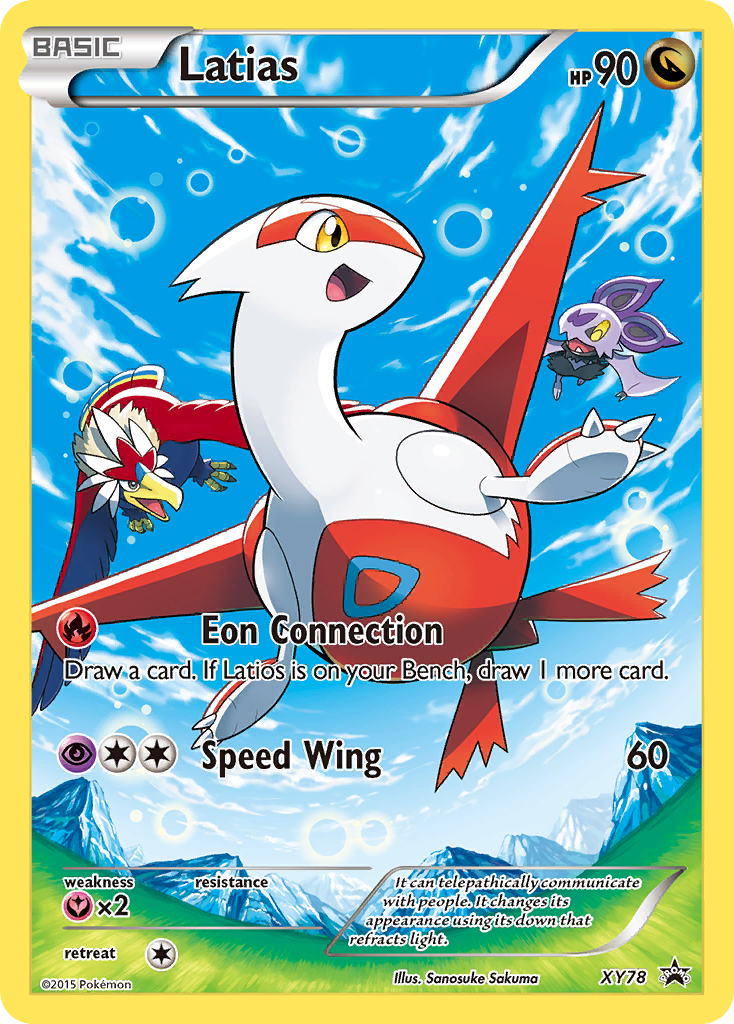 BASIC Latias HP 90
Eon Connection
Draw a card. If Latios is on your Bench, draw 1 more card.
Speed Wing 60
weakness resistance
×2
retreat
It can telepathically communicate
with people. It changes its
appearance using its down that
refracts light.
©2015 Pokémon Illus. Sanosuke Sakuma XY78 PROMO